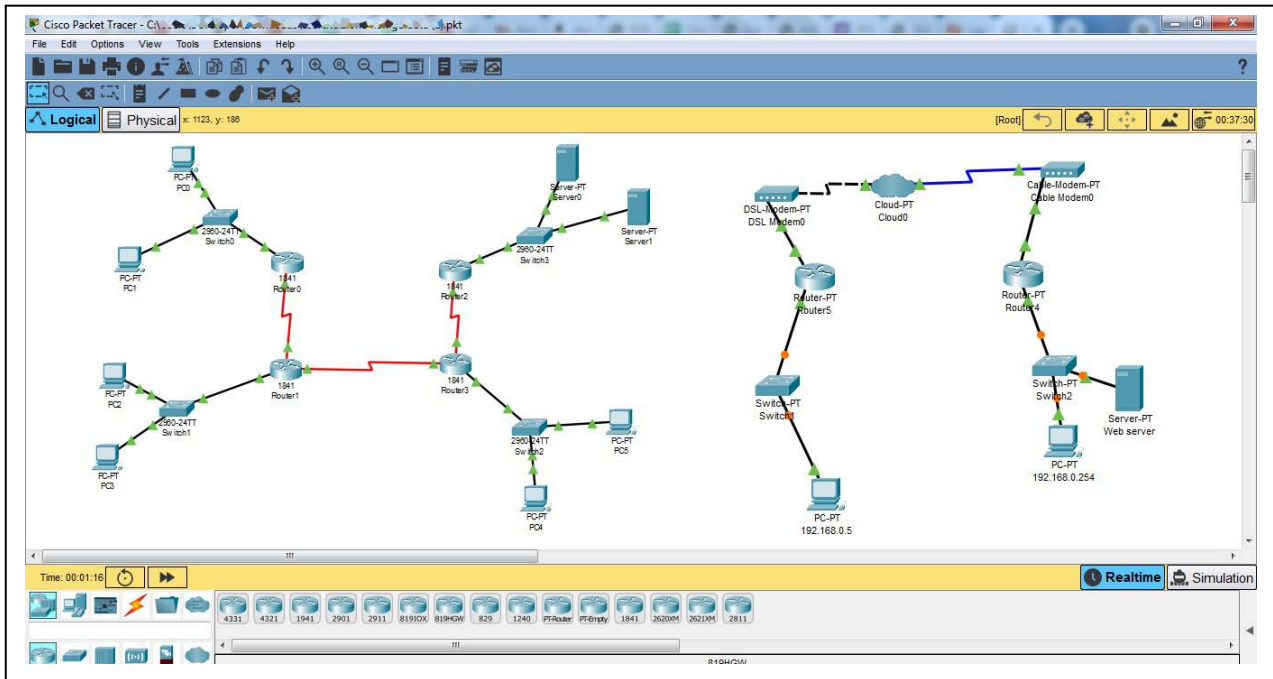 Cisco Packet Tracer - C:\
.pkt
File Edit Options View Tools Extensions Help
Logical Physical x: 1123, y: 186
[Root] 00:37:30
PC-PT
PC0
2960-24TT
Switch0
PC-PT
PC1
1841
Router0
Server-PT
Server0
Server-PT
Server1
2960-24TT
Switch3
1841
Router2
1841
Router1
1841
Router3
PC-PT
PC2
2960-24TT
Switch1
PC-PT
PC3
2960-24TT
Switch2
PC-PT
PC5
PC-PT
PC4
DSL-Modem-PT
DSL Modem0
Cloud-PT
Cloud0
Cable-Modem-PT
Cable Modem0
Router-PT
Router5
Router-PT
Router4
Switch-PT
Switch1
Switch-PT
Switch2
Server-PT
Web server
PC-PT
192.168.0.254
PC-PT
192.168.0.5
Time: 00:01:16
Realtime Simulation
4331 4321 1941 2901 2911 819IOX 819HGW 829 1240 PT-Router PT-Empty 1841 2620XM 2621XM 2811
819HGW